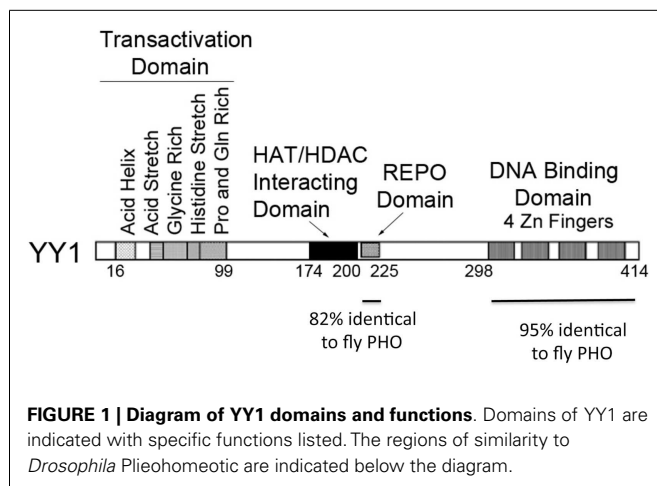 Transactivation
Domain
Acid Helix
Acid Stretch
Glycine Rich
Histidine Stretch
Pro and Gln Rich
HAT/HDAC
Interacting
Domain
REPO
Domain
DNA Binding
Domain
4 Zn Fingers
YY1
16 99 174 200 225 298 414
82% identical
to fly PHO
95% identical
to fly PHO
FIGURE 1 | Diagram of YY1 domains and functions. Domains of YY1 are
indicated with specific functions listed. The regions of similarity to
Drosophila Plieohomeotic are indicated below the diagram.